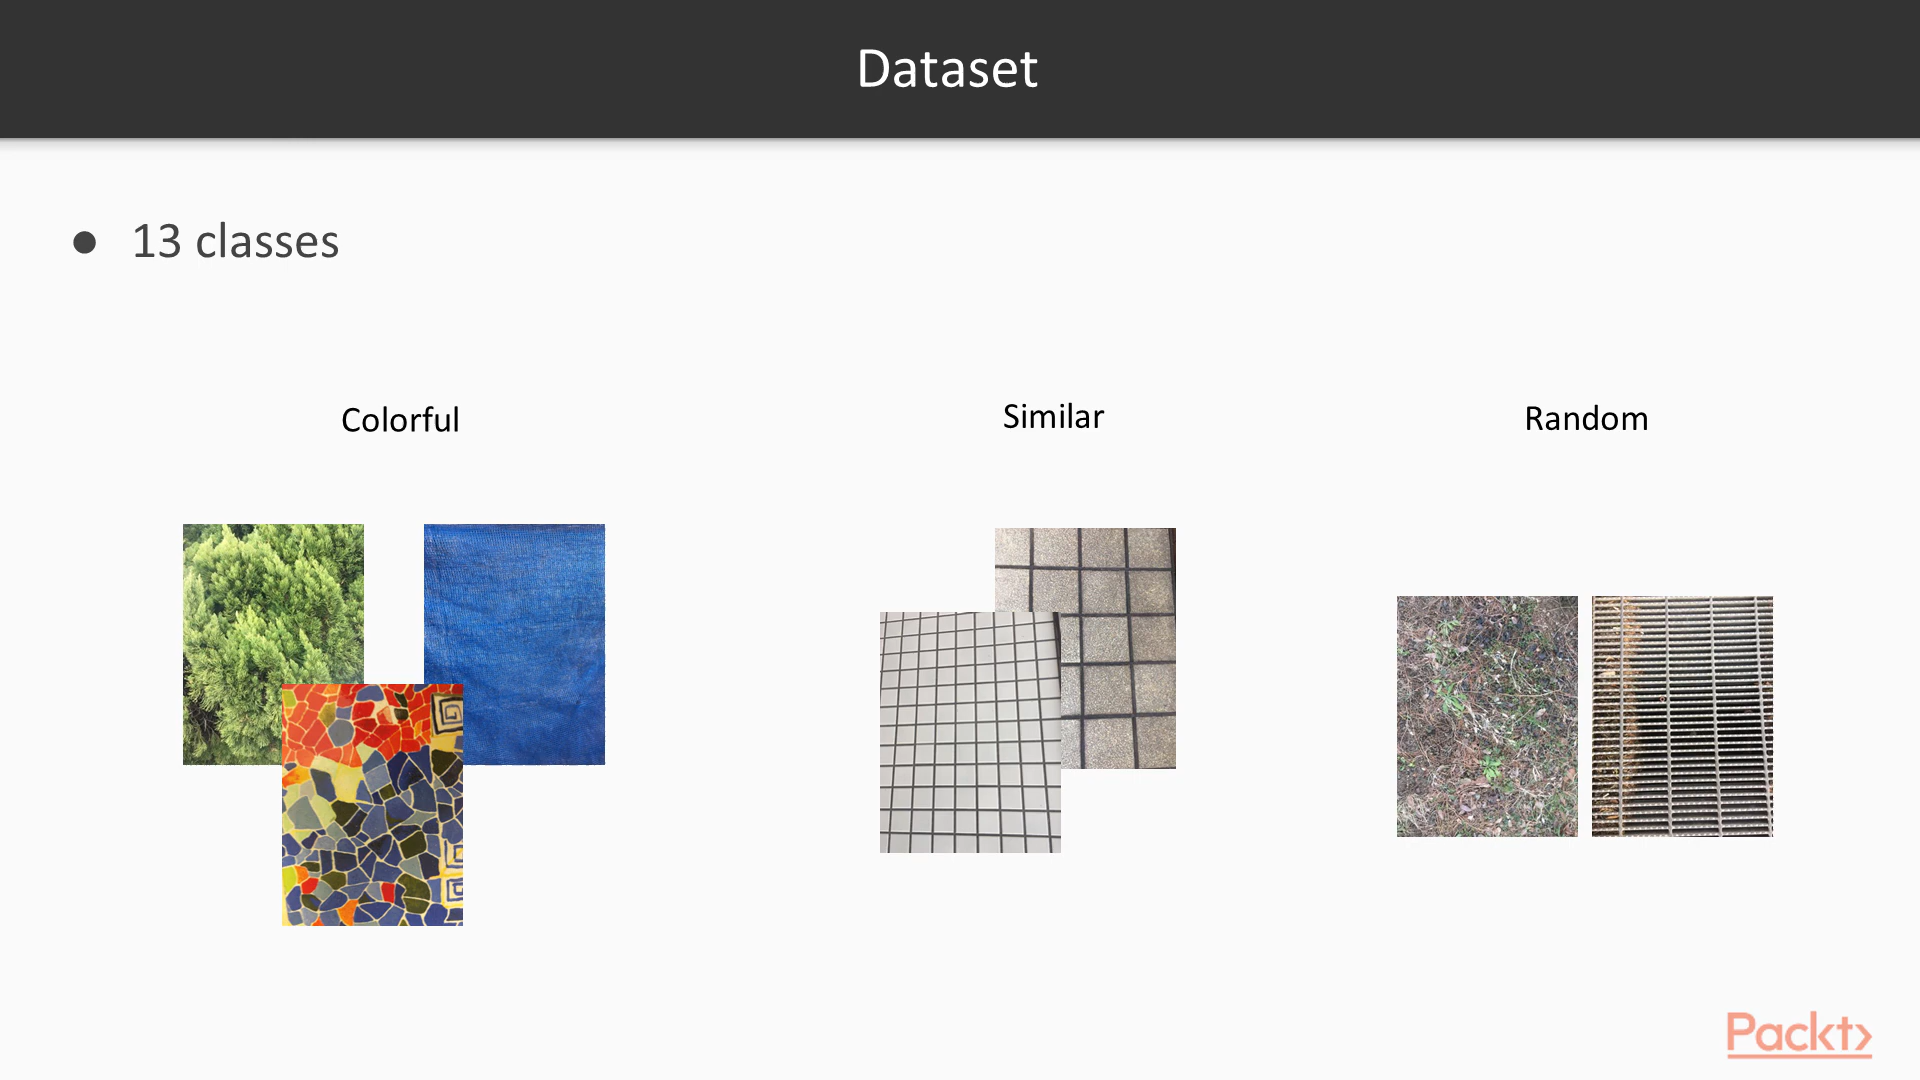 Dataset
● 13 classes
Colorful
Similar
Random
Packt>